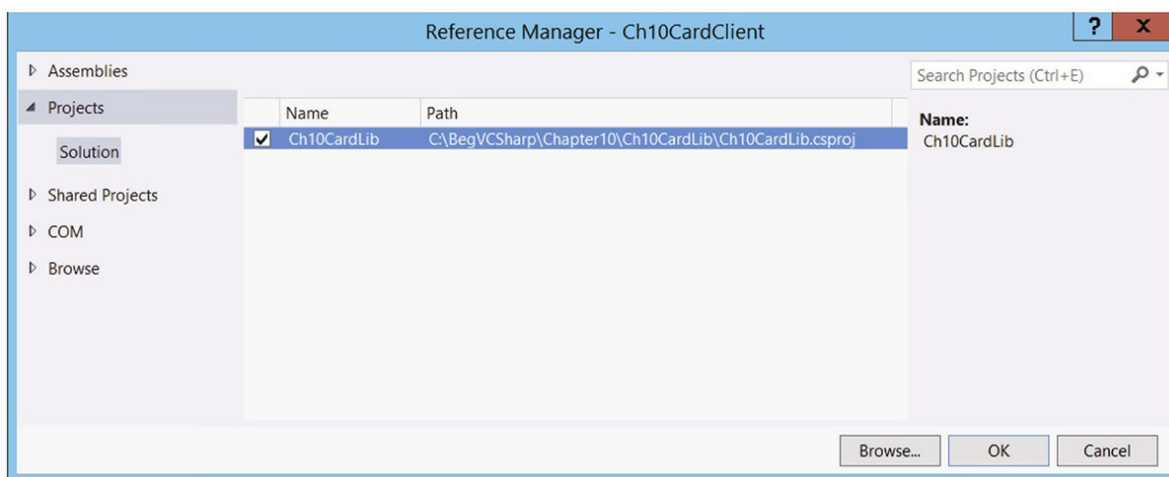 Reference Manager - Ch10CardClient
? X
Assemblies
Projects
Solution
Shared Projects
COM
Browse
Name Path
Ch10CardLib C:\BegVCSharp\Chapter10\Ch10CardLib\Ch10CardLib.csproj
Search Projects (Ctrl+E)
Name:
Ch10CardLib
Browse... OK Cancel